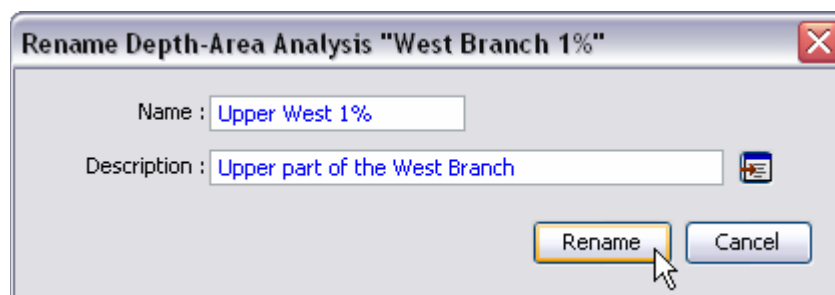 Rename Depth-Area Analysis "West Branch 1%"
Name : Upper West 1%
Description : Upper part of the West Branch
Rename Cancel